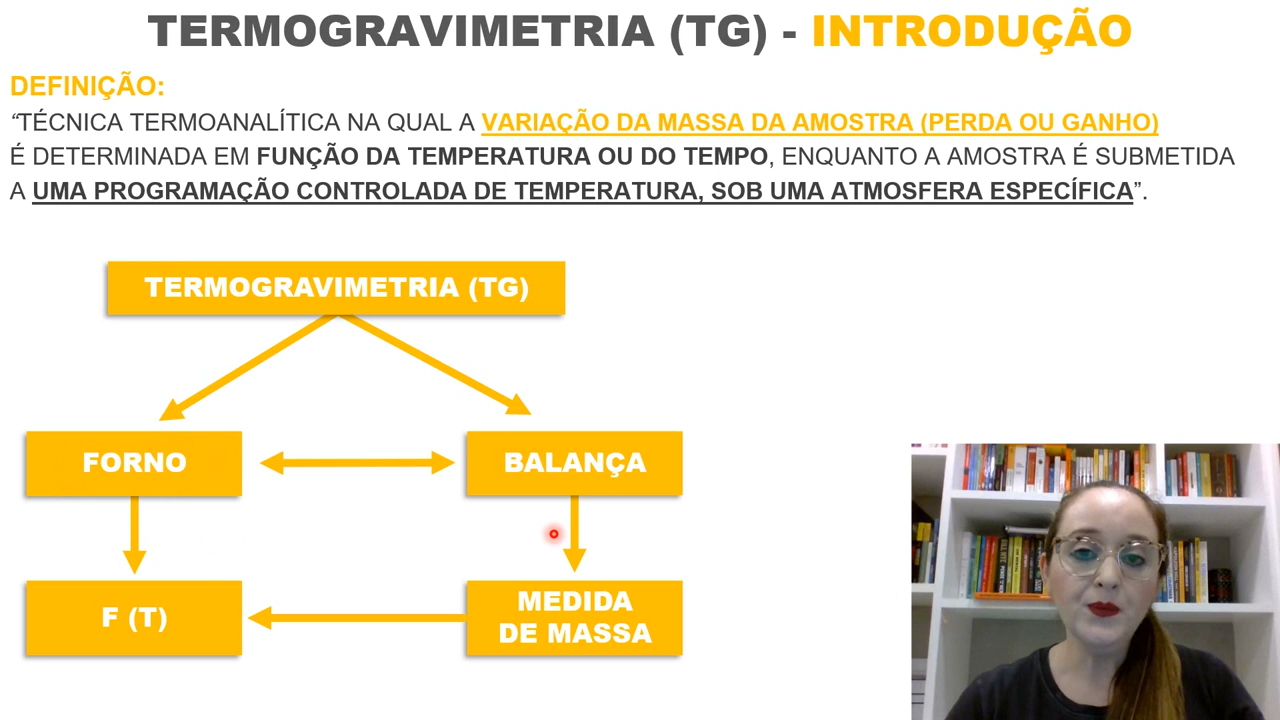 TERMOGRAVIMETRIA (TG) - INTRODUÇÃO
DEFINIÇÃO:
“TÉCNICA TERMOANALÍTICA NA QUAL A VARIAÇÃO DA MASSA DA AMOSTRA (PERDA OU GANHO)
É DETERMINADA EM FUNÇÃO DA TEMPERATURA OU DO TEMPO, ENQUANTO A AMOSTRA É SUBMETIDA
A UMA PROGRAMAÇÃO CONTROLADA DE TEMPERATURA, SOB UMA ATMOSFERA ESPECÍFICA”.
TERMOGRAVIMETRIA (TG)
FORNO
BALANÇA
F (T)
MEDIDA
DE MASSA